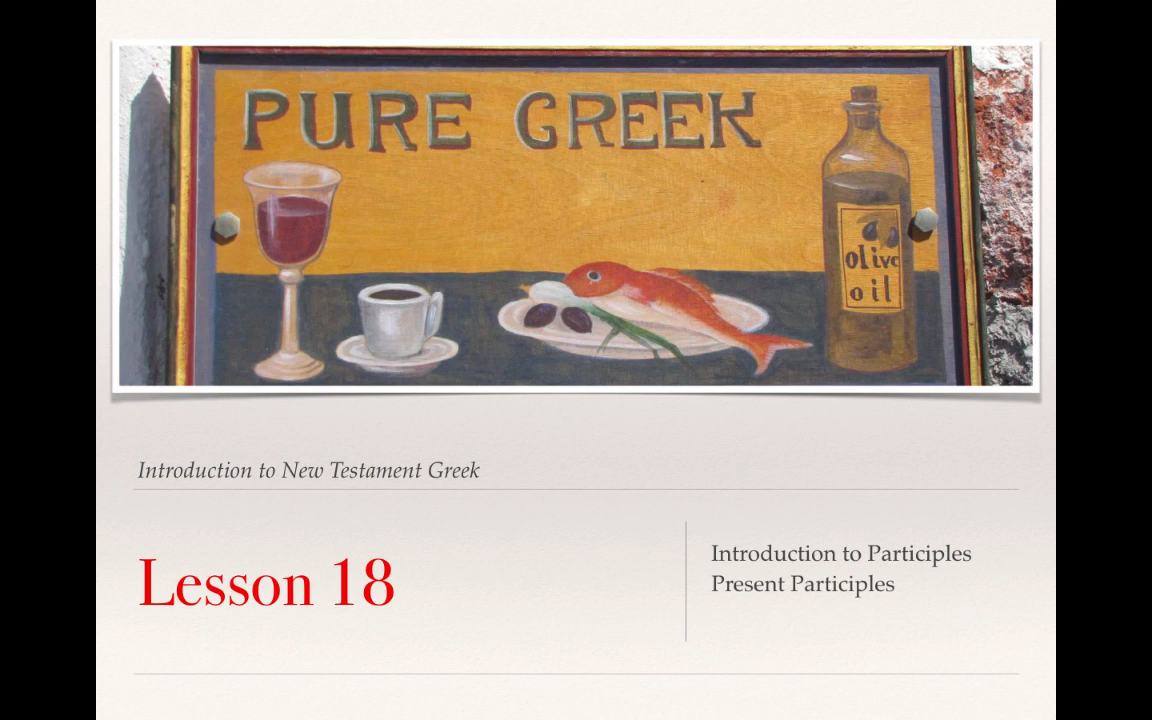 PURE GREEK
olive
oil
Introduction to New Testament Greek
Lesson 18
Introduction to Participles
Present Participles